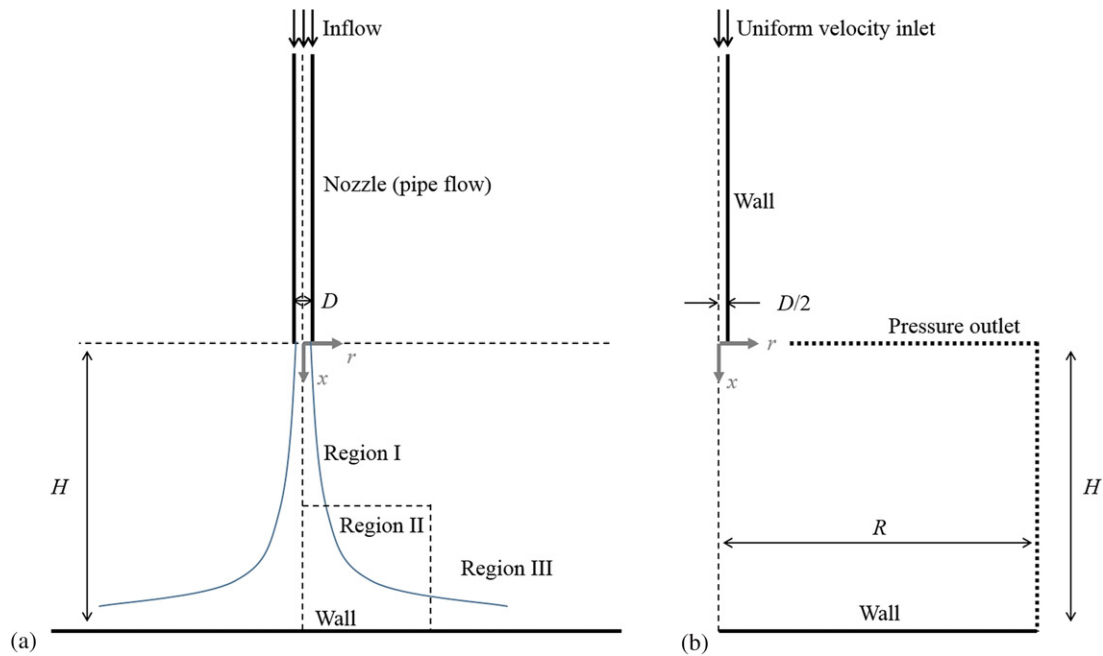 Inflow
Nozzle (pipe flow)
D
r
x
Region I
H
Region II
Region III
Wall
(a)
Uniform velocity inlet
Wall
D/2
Pressure outlet
r
x
H
R
Wall
(b)